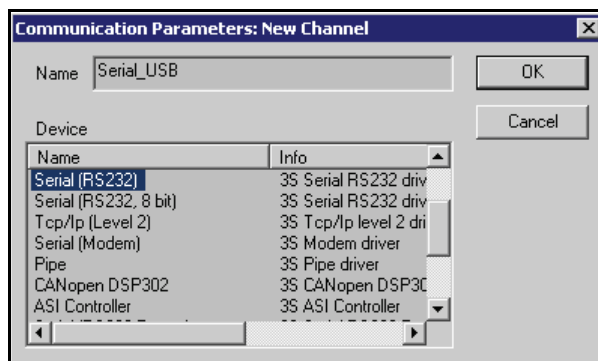 Communication Parameters: New Channel
Name Serial_USB
OK
Cancel
Device
Name Info
Serial (RS232) 3S Serial RS232 driv
Serial (RS232, 8 bit) 3S Serial RS232 driv
Tcp/Ip (Level 2) 3S Tcp/Ip level 2 dri
Serial (Modem) 3S Modem driver
Pipe 3S Pipe driver
CANopen DSP302 3S CANopen DSP3
ASI Controller 3S ASI Controller